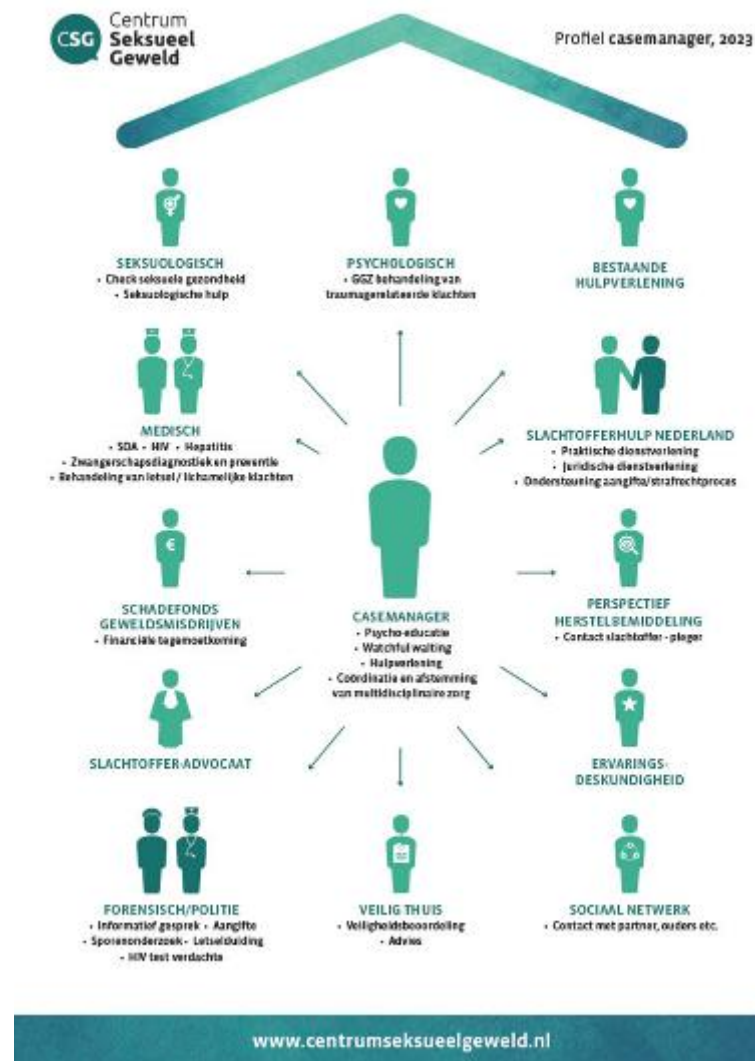 CSG
Centrum
Seksueel
Geweld
Profiel casemanager, 2023
SEKSUOLOGISCH
• Check seksuele gezondheid
• Seksuologische hulp
PSYCHOLOGISCH
• GGZ behandeling van
traumagerelateerde klachten
BESTAANDE
HULPVERLENING
MEDISCH
• SOA • HIV • Hepatitis
• Zwangerschapsdiagnostiek en preventie
• Behandeling van letsel / lichamelijke klachten
SLACHTOFFERHULP NEDERLAND
• Praktische dienstverlening
• Juridische dienstverlening
• Ondersteuning aangifte/strafrechtproces
€
SCHADEFONDS
GEWELDSMISDRIJVEN
• Financiële tegemoetkoming
CASEMANAGER
• Psycho-educatie
• Watchful waiting
• Hulpverlening
• Coördinatie en afstemming
van multidisciplinaire zorg
PERSPECTIEF
HERSTELBEMIDDELING
• Contact slachtoffer - pleger
SLACHTOFFER-ADVOCAAT
ERVARINGS-
DESKUNDIGHEID
FORENSISCH/POLITIE
• Informatief gesprek • Aangifte
• Sporenonderzoek • Letselduiding
• HIV test verdachte
VEILIG THUIS
• Veiligheidsbeoordeling
• Advies
SOCIAAL NETWERK
• Contact met partner, ouders etc.
www.centrumseksueelgeweld.nl